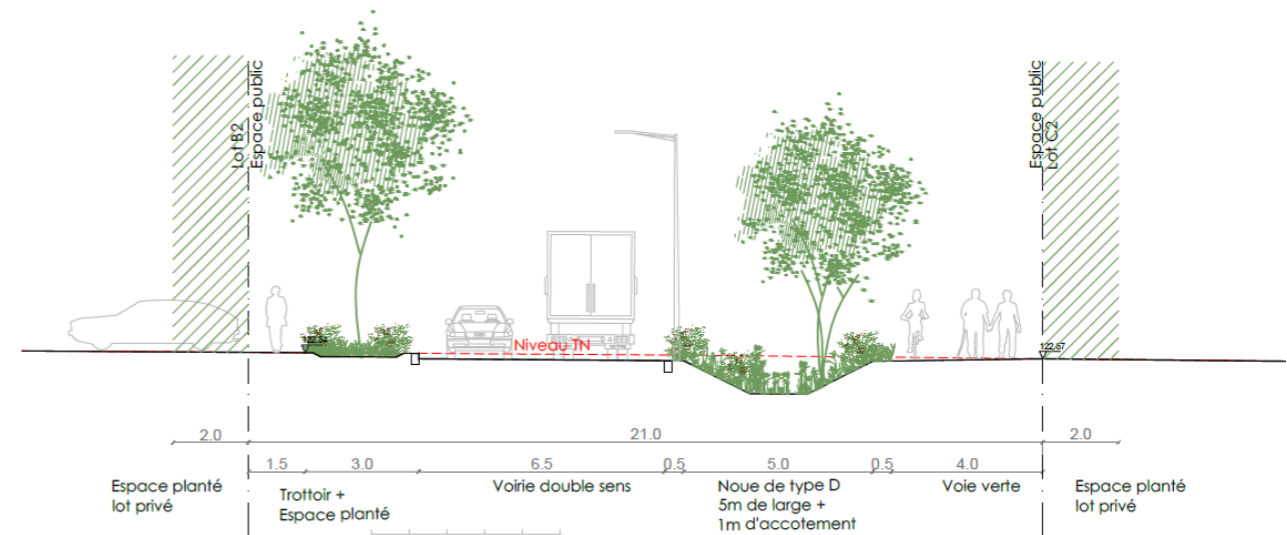 Lot B2
Espace public
Espace public
Lot C2
122.54
Niveau TN
122.57
2.0
21.0
2.0
1.5
3.0
6.5
0.5
5.0
0.5
4.0
Espace planté
lot privé
Trottoir +
Espace planté
Voirie double sens
Noue de type D
5m de large +
1m d'accotement
Voie verte
Espace planté
lot privé